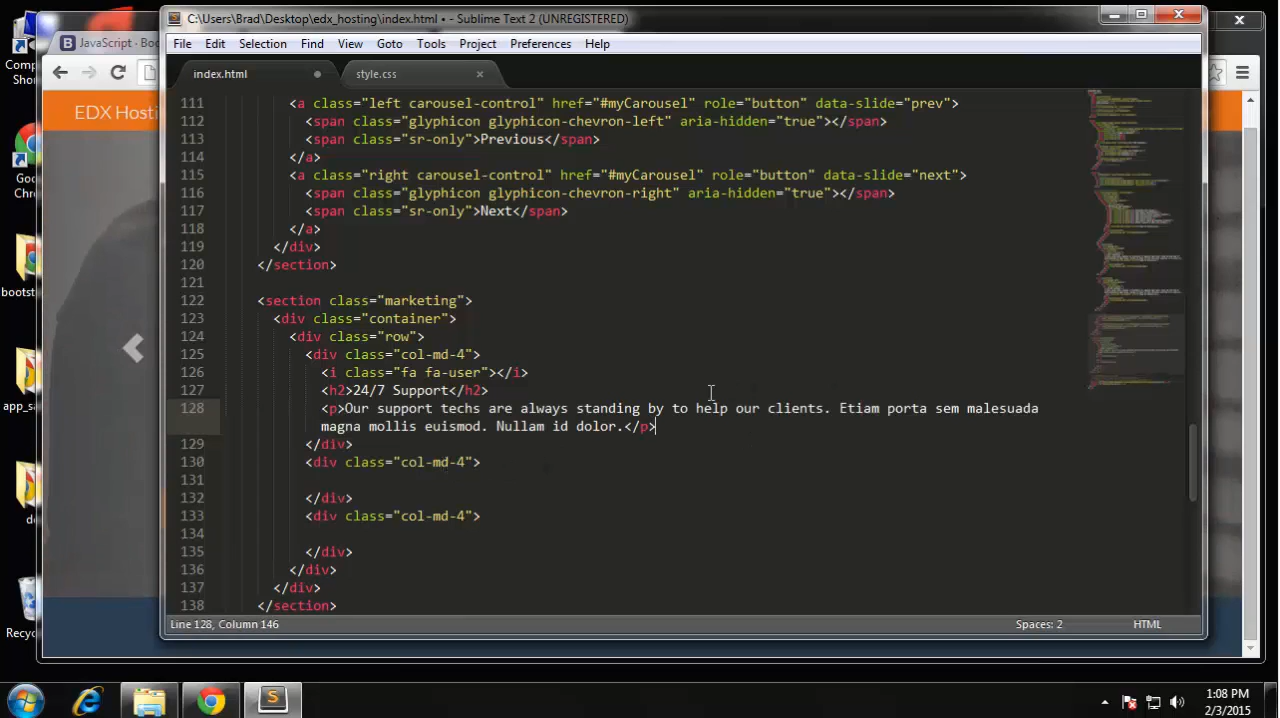 C:\Users\Brad\Desktop\edx_hosting\index.html • - Sublime Text 2 (UNREGISTERED)
File Edit Selection Find View Goto Tools Project Preferences Help
index.html style.css
JavaScript · Boo
EDX Hosti
111 <a class="left carousel-control" href="#myCarousel" role="button" data-slide="prev">
112 <span class="glyphicon glyphicon-chevron-left" aria-hidden="true"></span>
113 <span class="sr-only">Previous</span>
114 </a>
115 <a class="right carousel-control" href="#myCarousel" role="button" data-slide="next">
116 <span class="glyphicon glyphicon-chevron-right" aria-hidden="true"></span>
117 <span class="sr-only">Next</span>
118 </a>
119 </div>
120 </section>
121
122 <section class="marketing">
123 <div class="container">
124 <div class="row">
125 <div class="col-md-4">
126 <i class="fa fa-user"></i>
127 <h2>24/7 Support</h2>
128 <p>Our support techs are always standing by to help our clients. Etiam porta sem malesuada
magna mollis euismod. Nullam id dolor.</p>
129 </div>
130 <div class="col-md-4">
131
132 </div>
133 <div class="col-md-4">
134
135 </div>
136 </div>
137 </div>
138 </section>
Line 128, Column 146 Spaces: 2 HTML
Comp
Sho
Goo
Chr
bootst
app_sa
de
Recyc
1:08 PM
2/3/2015